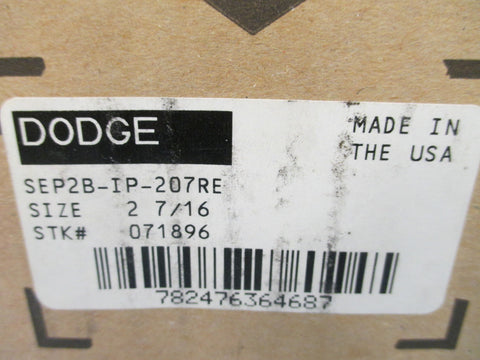 DODGE
MADE IN
THE USA
SEP2B-IP-207RE
SIZE 2 7/16
STK# 071896
782476364687